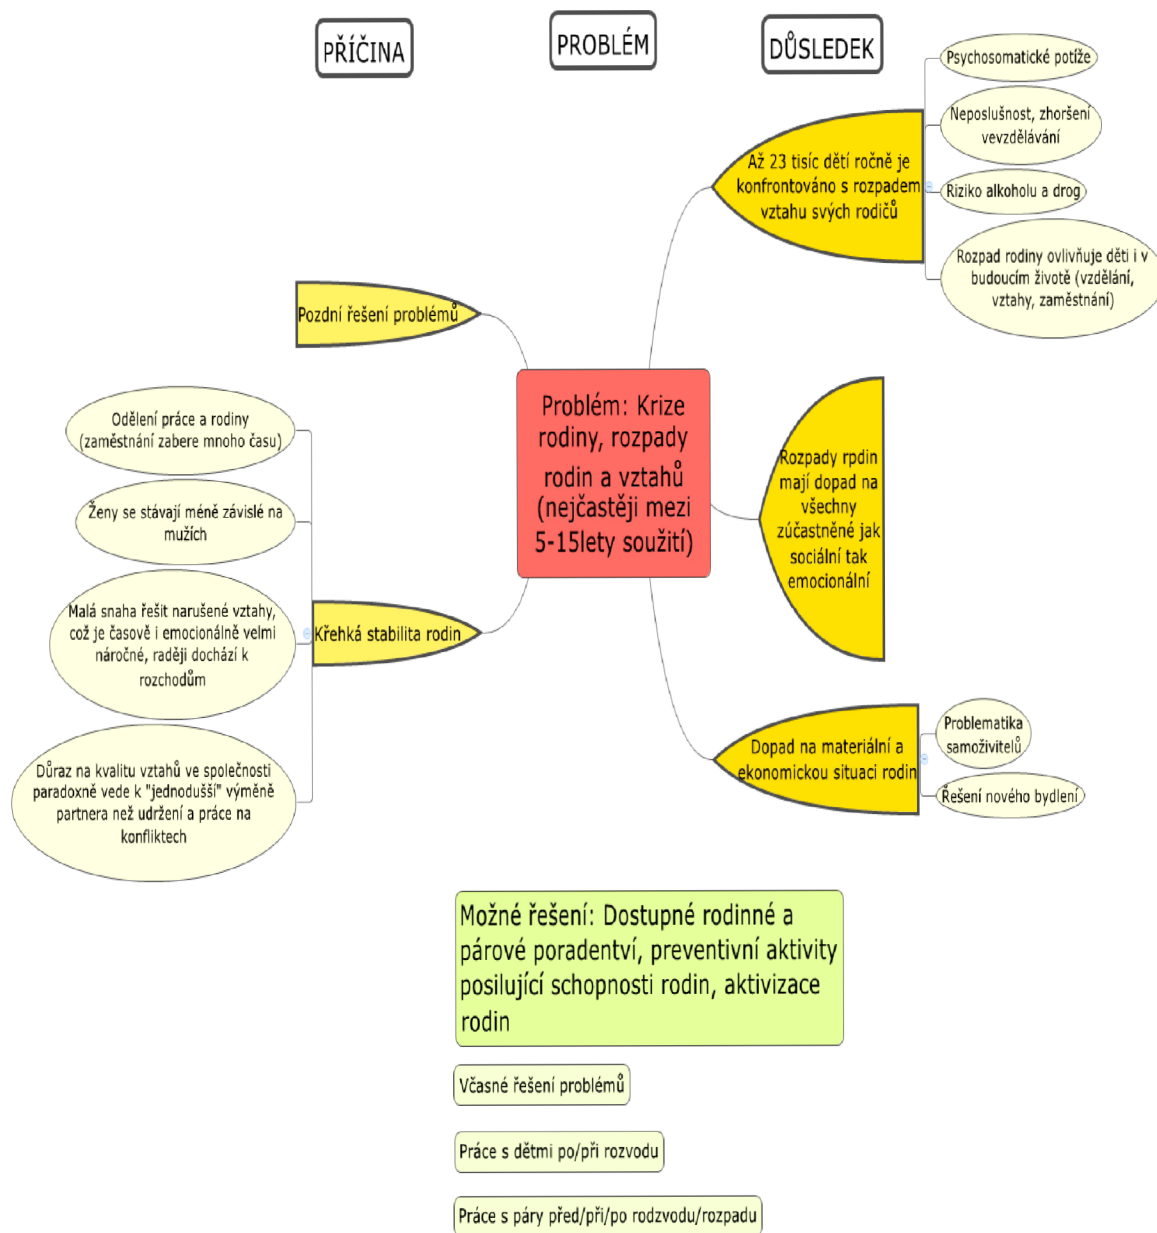 PŘÍČINA
PROBLÉM
DŮSLEDEK
Psychosomatické potíže
Neposlušnost, zhoršení
vevzdělávání
Až 23 tisíc dětí ročně je
konfrontováno s rozpadem
vztahu svých rodičů
Riziko alkoholu a drog
Rozpad rodiny ovlivňuje děti i v
budoucím životě (vzdělání,
vztahy, zaměstnání)
Pozdní řešení problémů
Problém: Krize
rodiny, rozpady
rodin a vztahů
(nejčastěji mezi
5-15lety soužití)
Oddělení práce a rodiny
(zaměstnání zabere mnoho času)
Ženy se stávají méně závislé na
mužích
Malá snaha řešit narušené vztahy,
což je časově i emocionálně velmi
náročné, raději dochází k
rozchodům
Důraz na kvalitu vztahů ve společnosti
paradoxně vede k "jednodušší" výměně
partnera než udržení a práce na
konfliktech
Křehká stabilita rodin
Rozpady rpdin
mají dopad na
všechny
zúčastněné jak
sociální tak
emocionální
Dopad na materiální a
ekonomickou situaci rodin
Problematika
samoživitelů
Řešení nového bydlení
Možné řešení: Dostupné rodinné a
párové poradentví, preventivní aktivity
posilující schopnosti rodin, aktivizace
rodin
Včasné řešení problémů
Práce s dětmi po/při rozvodu
Práce s páry před/při/po rodzvodu/rozpadu